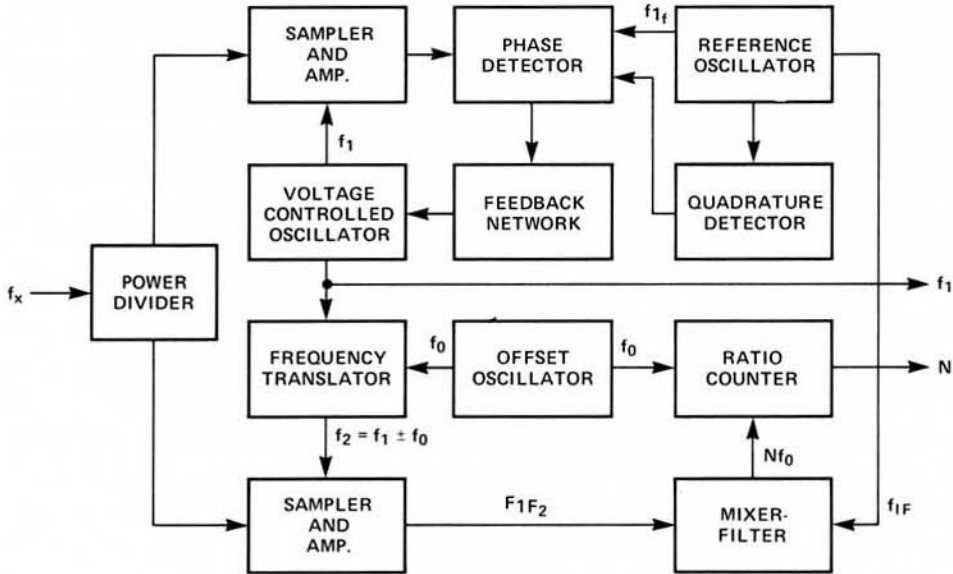 SAMPLER
AND
AMP.
PHASE
DETECTOR
f1f
REFERENCE
OSCILLATOR
f1
VOLTAGE
CONTROLLED
OSCILLATOR
FEEDBACK
NETWORK
QUADRATURE
DETECTOR
fx
POWER
DIVIDER
f1
FREQUENCY
TRANSLATOR
f0
OFFSET
OSCILLATOR
f0
RATIO
COUNTER
N
f2 = f1 ± f0
Nf0
SAMPLER
AND
AMP.
F1F2
MIXER-
FILTER
fIF